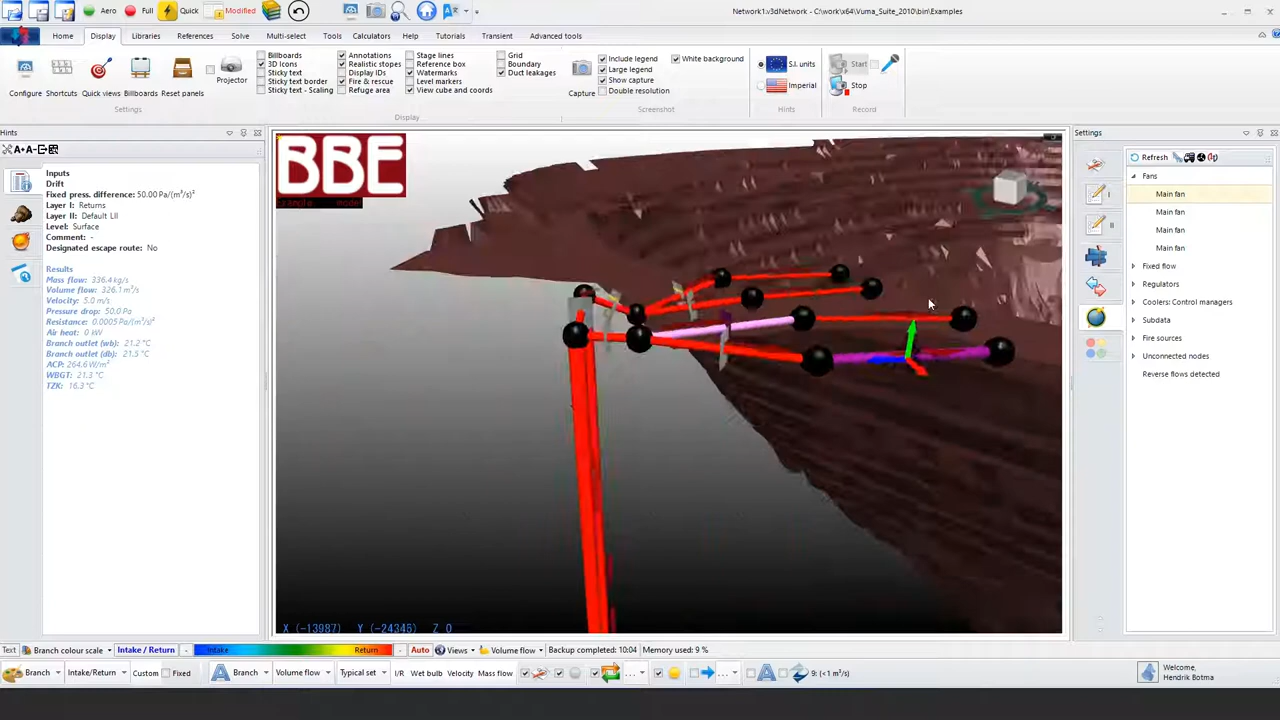 Aero
Full
Quick
Modified
Network1.v3dNetwork - C:\work\x64\Vuma_Suite_2010\bin\Examples
Home
Display
Libraries
References
Solve
Multi-select
Tools
Calculators
Help
Tutorials
Transient
Advanced tools
Configure
Shortcuts
Quick views
Billboards
Reset panels
Projector
Settings
Billboards
3D Icons
Sticky text
Sticky text border
Sticky text - Scaling
Annotations
Realistic stopes
Display IDs
Fire & rescue
Refuge area
Stage lines
Reference box
Watermarks
Level markers
View cube and coords
Grid
Boundary
Duct leakages
Display
Capture
Include legend
Large legend
Show capture
Double resolution
White background
Screenshot
S.I. units
Imperial
Hints
Start
Stop
Record
Hints
A+A-
Inputs
Drift
Fixed press. difference: 50.00 Pa/(m³/s)²
Layer I: Returns
Layer II: Default LII
Level: Surface
Comment: -
Designated escape route: No
Results
Mass flow: 336.4 kg/s
Volume flow: 326.1 m³/s
Velocity: 5.0 m/s
Pressure drop: 50.0 Pa
Resistance: 0.0005 Pa/(m³/s)²
Air heat: 0 kW
Branch outlet (wb): 21.2 °C
Branch outlet (db): 21.5 °C
ACP: 264.6 W/m²
WBGT: 21.3 °C
TZK: 16.3 °C
BBE
sample model
X (-13987) Y (-24346) Z 0
Settings
Refresh
Fans
Main fan
Main fan
Main fan
Main fan
Fixed flow
Regulators
Coolers: Control managers
Subdata
Fire sources
Unconnected nodes
Reverse flows detected
Text
Branch colour scale
Intake / Return
-
Intake
Return
-
Auto
Views
Volume flow
Backup completed: 10:04
Memory used: 9 %
Branch
Intake/Return
Custom
Fixed
Branch
Volume flow
Typical set
I/R
Wet bulb
Velocity
Mass flow
...
...
9: (<1 m³/s)
Welcome,
Hendrik Botma